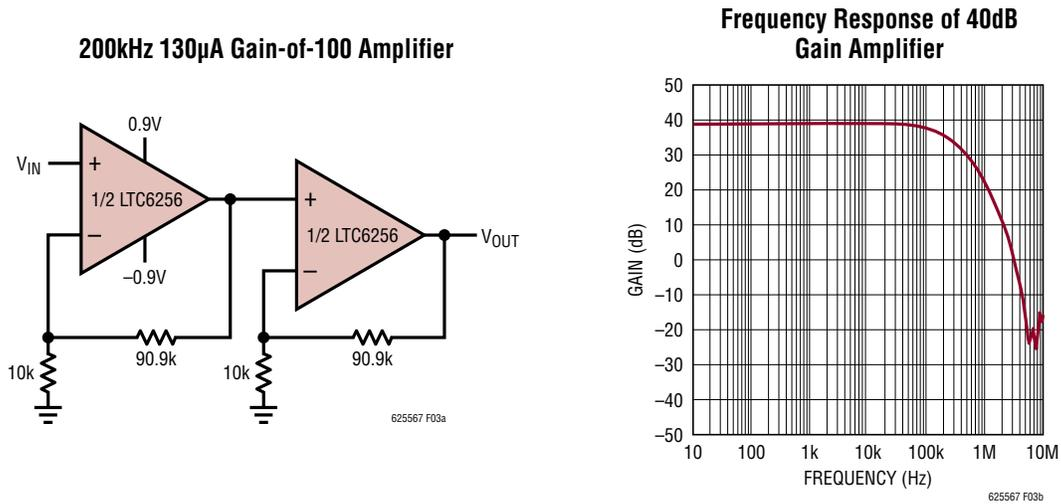 200kHz 130µA Gain-of-100 Amplifier
0.9V
VIN
+
1/2 LTC6256
–
–0.9V
+
1/2 LTC6256
–
VOUT
90.9k
10k
90.9k
10k
625567 F03a
Frequency Response of 40dB
Gain Amplifier
GAIN (dB)
50
40
30
20
10
0
–10
–20
–30
–40
–50
10 100 1k 10k 100k 1M 10M
FREQUENCY (Hz)
625567 F03b